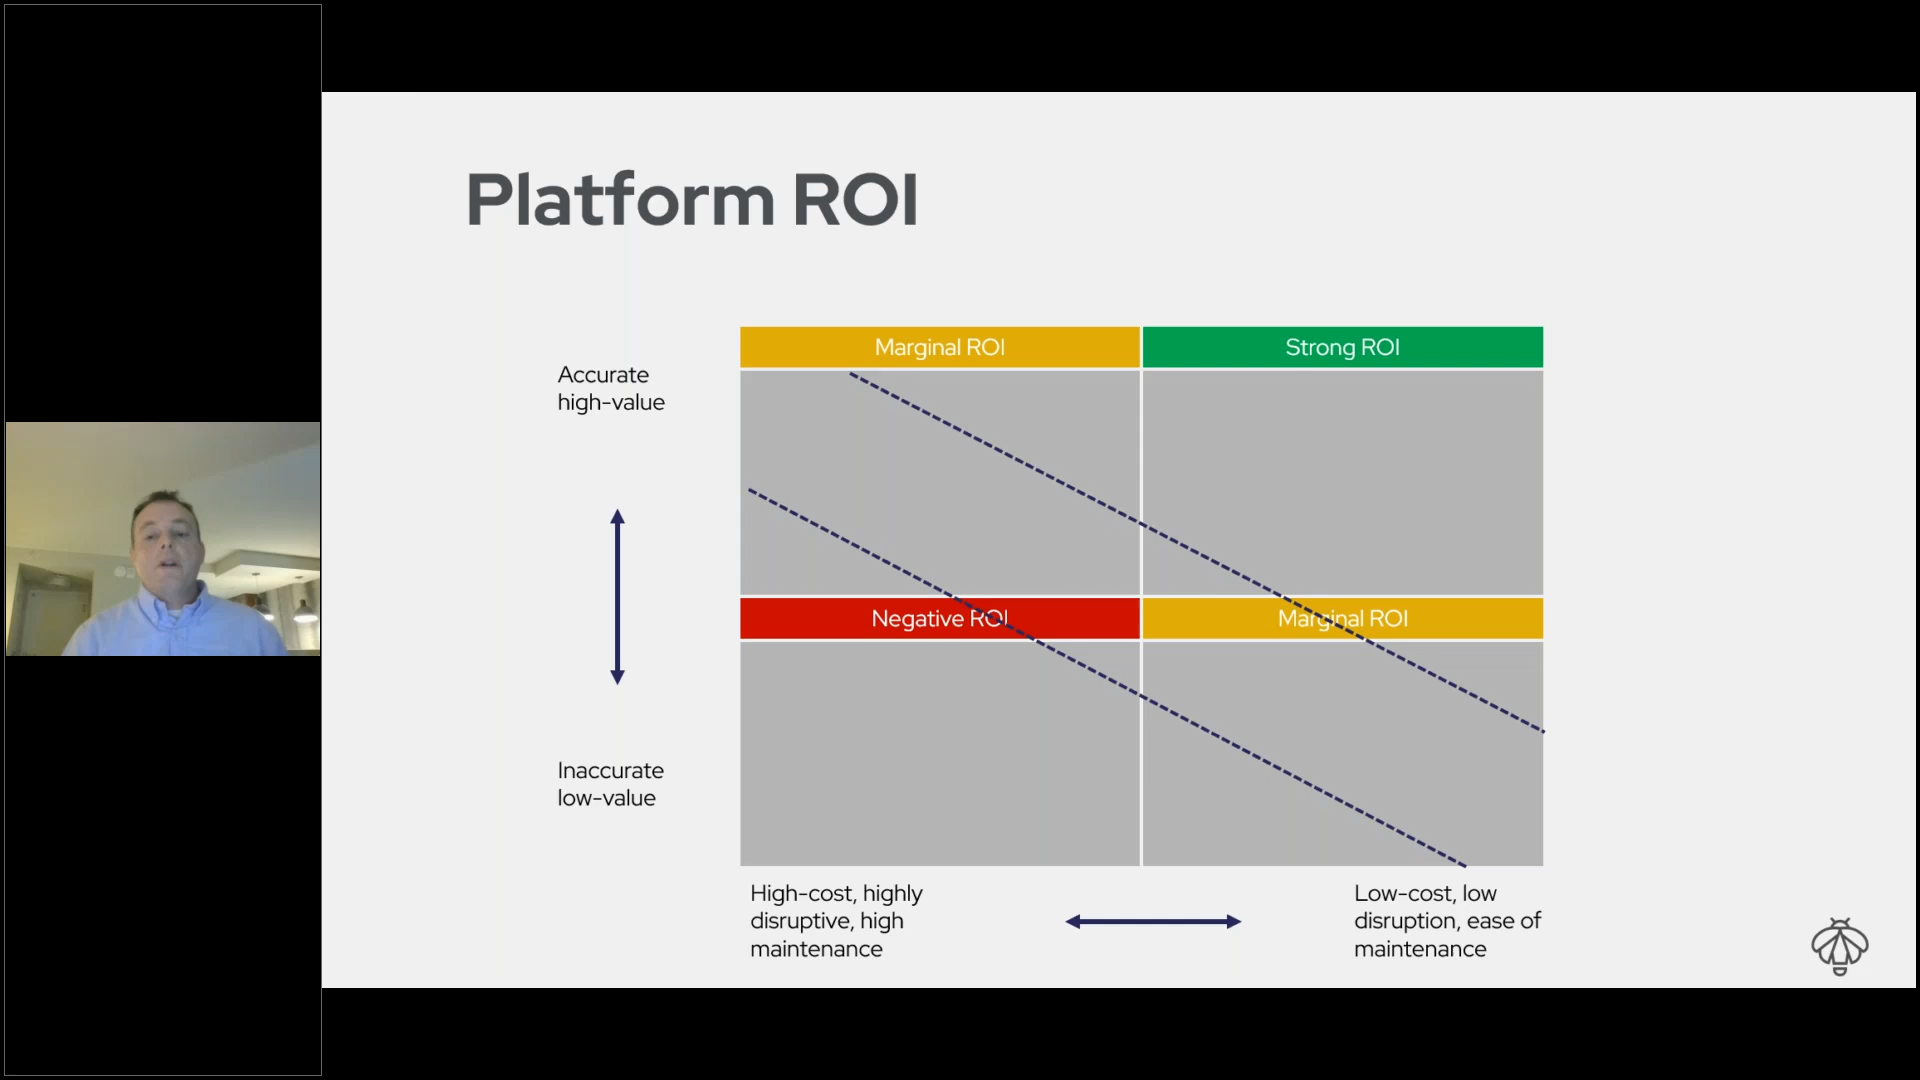 Platform ROI
Marginal ROI
Strong ROI
Accurate
high-value
Negative ROI
Marginal ROI
Inaccurate
low-value
High-cost, highly
disruptive, high
maintenance
Low-cost, low
disruption, ease of
maintenance